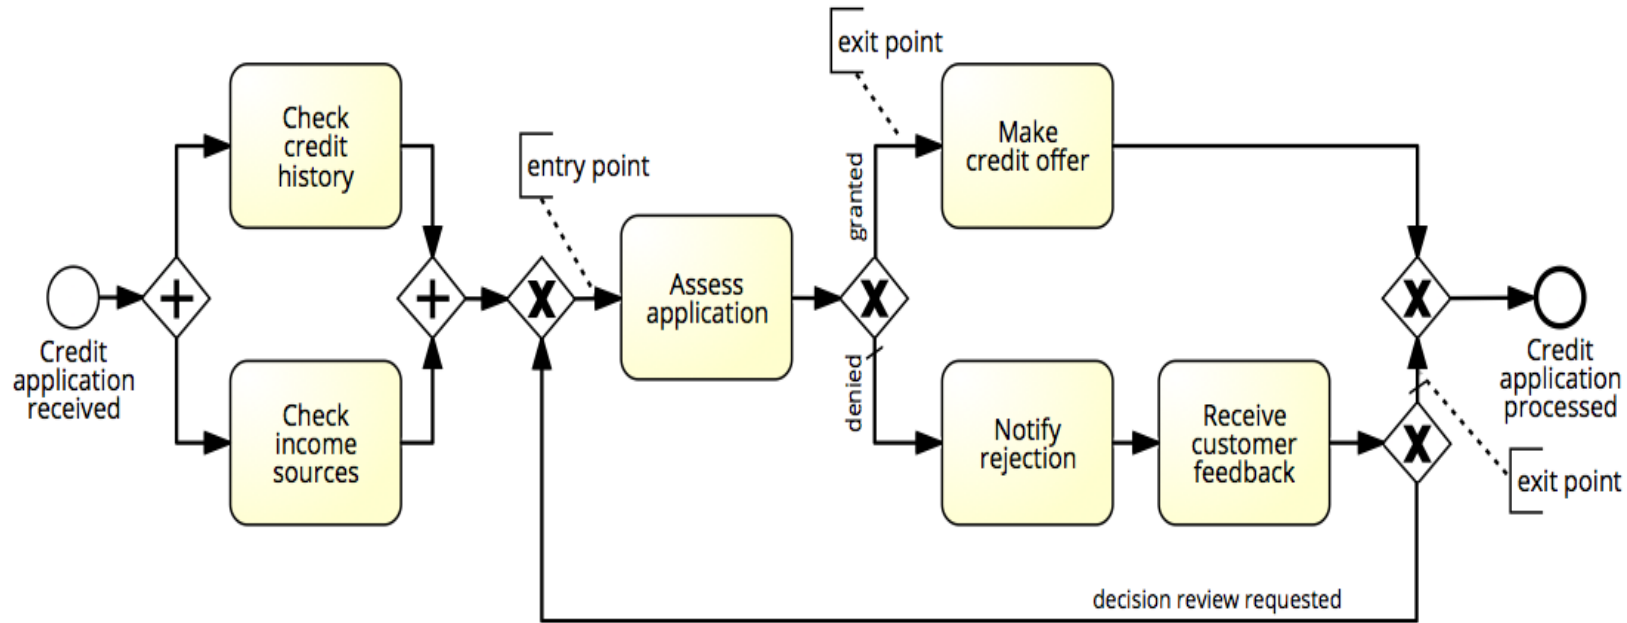 Credit
application
received
Check
credit
history
Check
income
sources
entry point
Assess
application
exit point
granted
denied
Make
credit offer
Notify
rejection
Receive
customer
feedback
decision review requested
exit point
Credit
application
processed